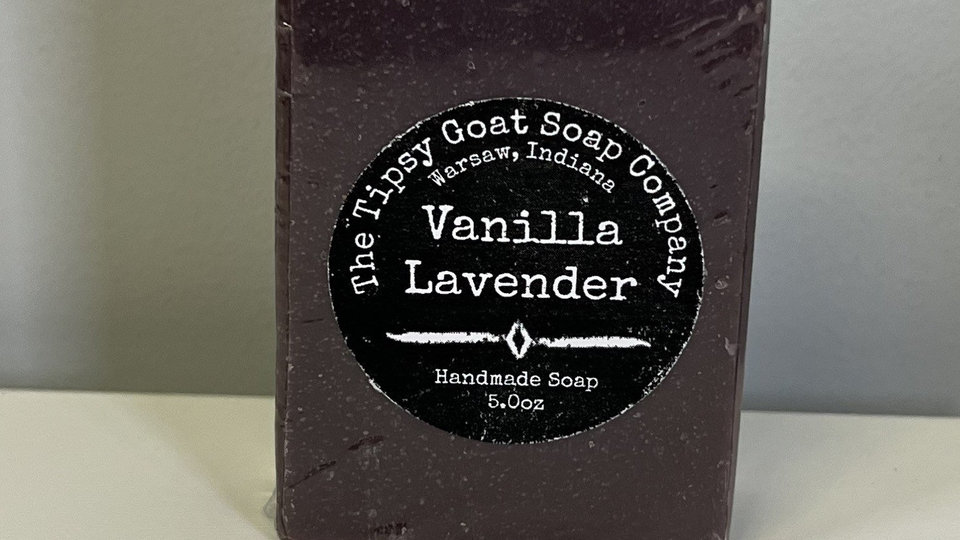 The Tipsy Goat Soap Company
Warsaw, Indiana
Vanilla
Lavender
Handmade Soap
5.0oz